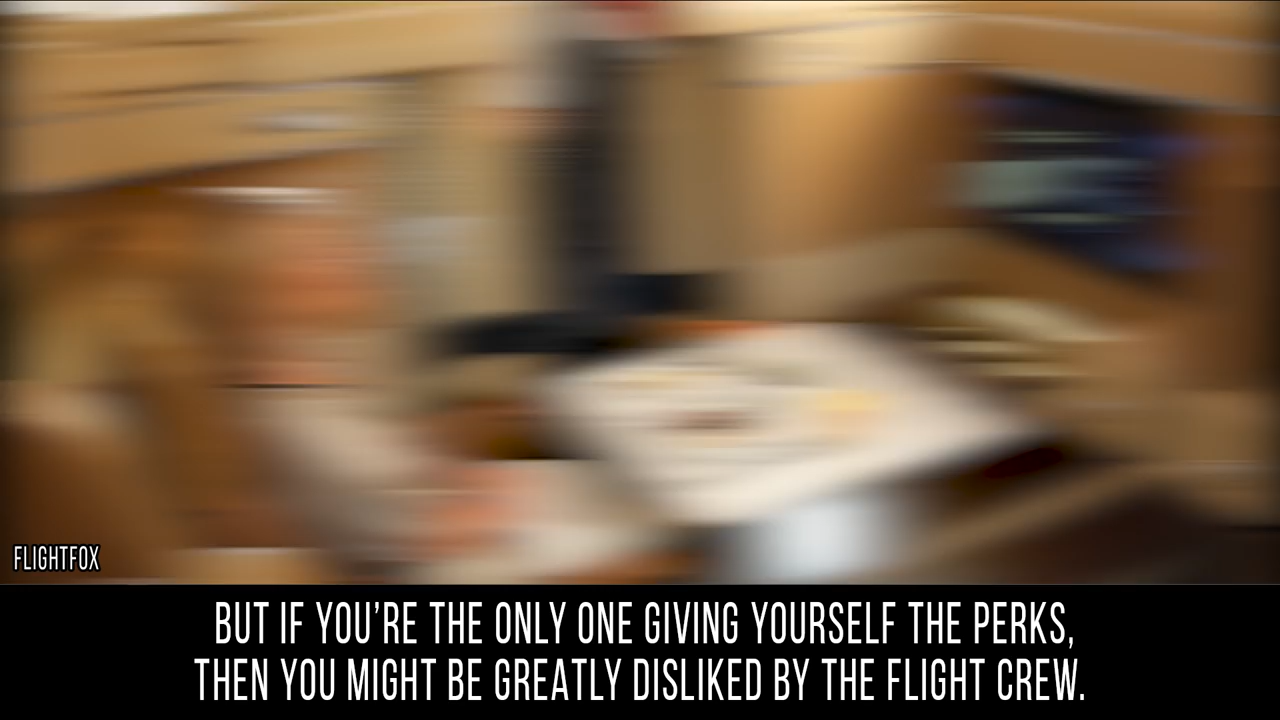 FLIGHTFOX
BUT IF YOU'RE THE ONLY ONE GIVING YOURSELF THE PERKS,
THEN YOU MIGHT BE GREATLY DISLIKED BY THE FLIGHT CREW.